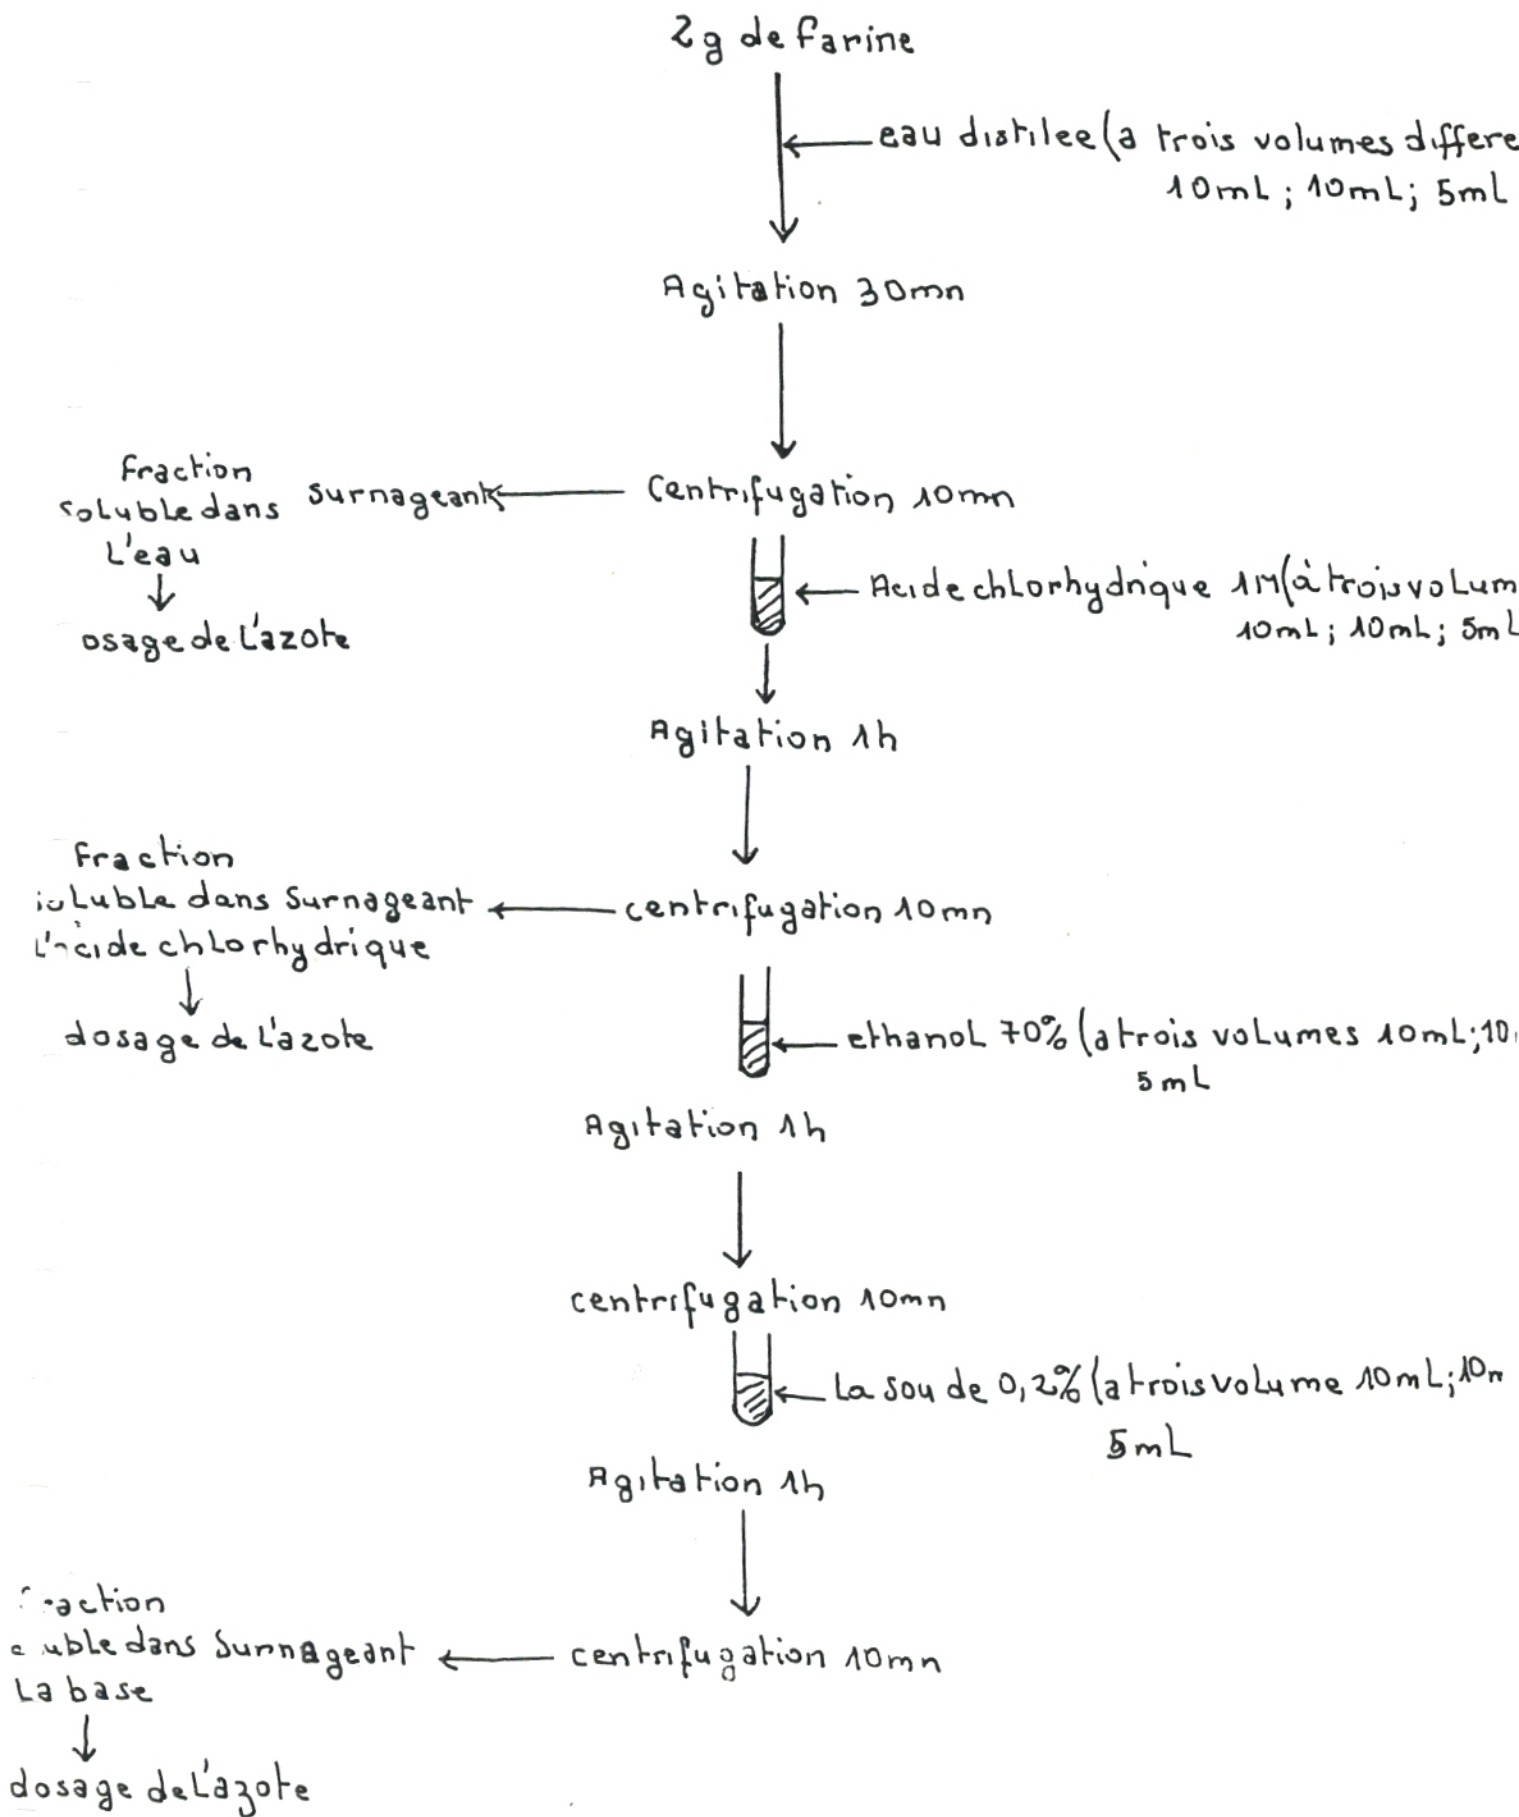 2g de farine
eau distilee (a trois volumes differe
10mL ; 10mL; 5mL
Agitation 30mn
Fraction
soluble dans surnageant
L'eau
centrifugation 10mn
Acide chlorhydrique 1M (à trois volum
10mL; 10mL; 5mL
osage de L'azote
Agitation 1h
Fraction
soluble dans Surnageant
L'acide chlorhydrique
centrifugation 10mn
dosage de L'azote
ethanol 70% (a trois volumes 10mL; 10
5mL
Agitation 1h
centrifugation 10mn
La soude 0,2% (a trois volume 10mL; 10m
5mL
Agitation 1h
raction
uble dans Surnageant
La base
centrifugation 10mn
dosage de L'azote